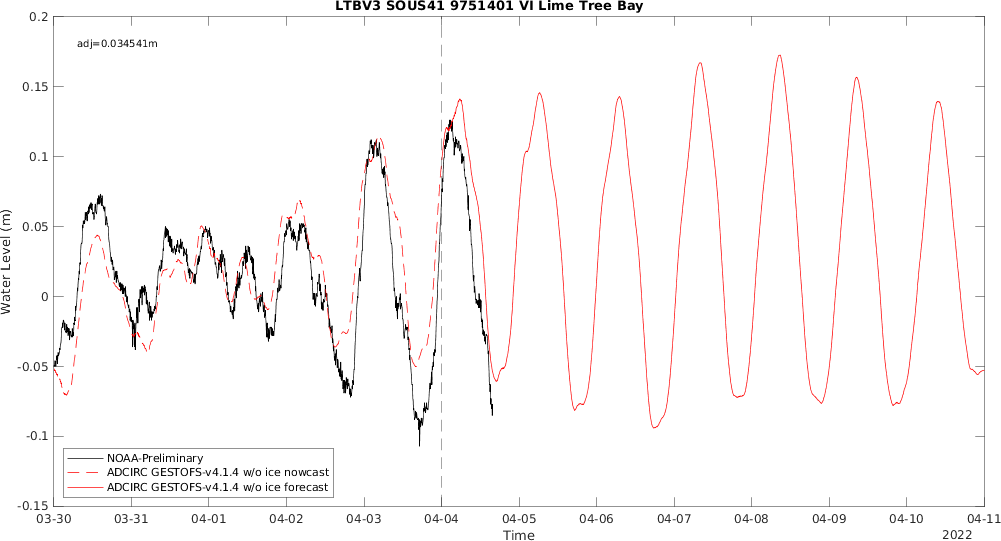 LTBV3 SOUS41 9751401 VI Lime Tree Bay
adj=0.034541m
Water Level (m)
0.2
0.15
0.1
0.05
0
-0.05
-0.1
-0.15
NOAA-Preliminary
ADCIRC GESTOFS-v4.1.4 w/o ice nowcast
ADCIRC GESTOFS-v4.1.4 w/o ice forecast
03-30 03-31 04-01 04-02 04-03 04-04 04-05 04-06 04-07 04-08 04-09 04-10 04-11
Time
2022